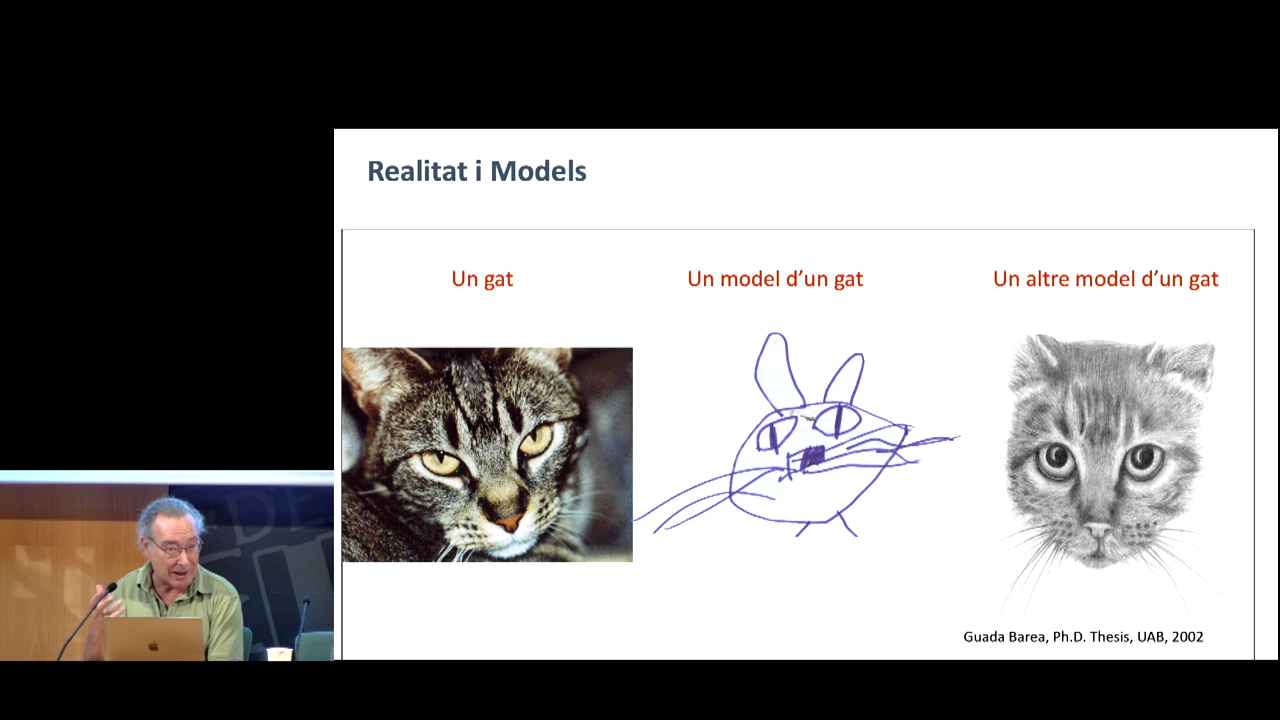 Realitat i Models
Un gat
Un model d’un gat
Un altre model d’un gat
Guada Barea, Ph.D. Thesis, UAB, 2002